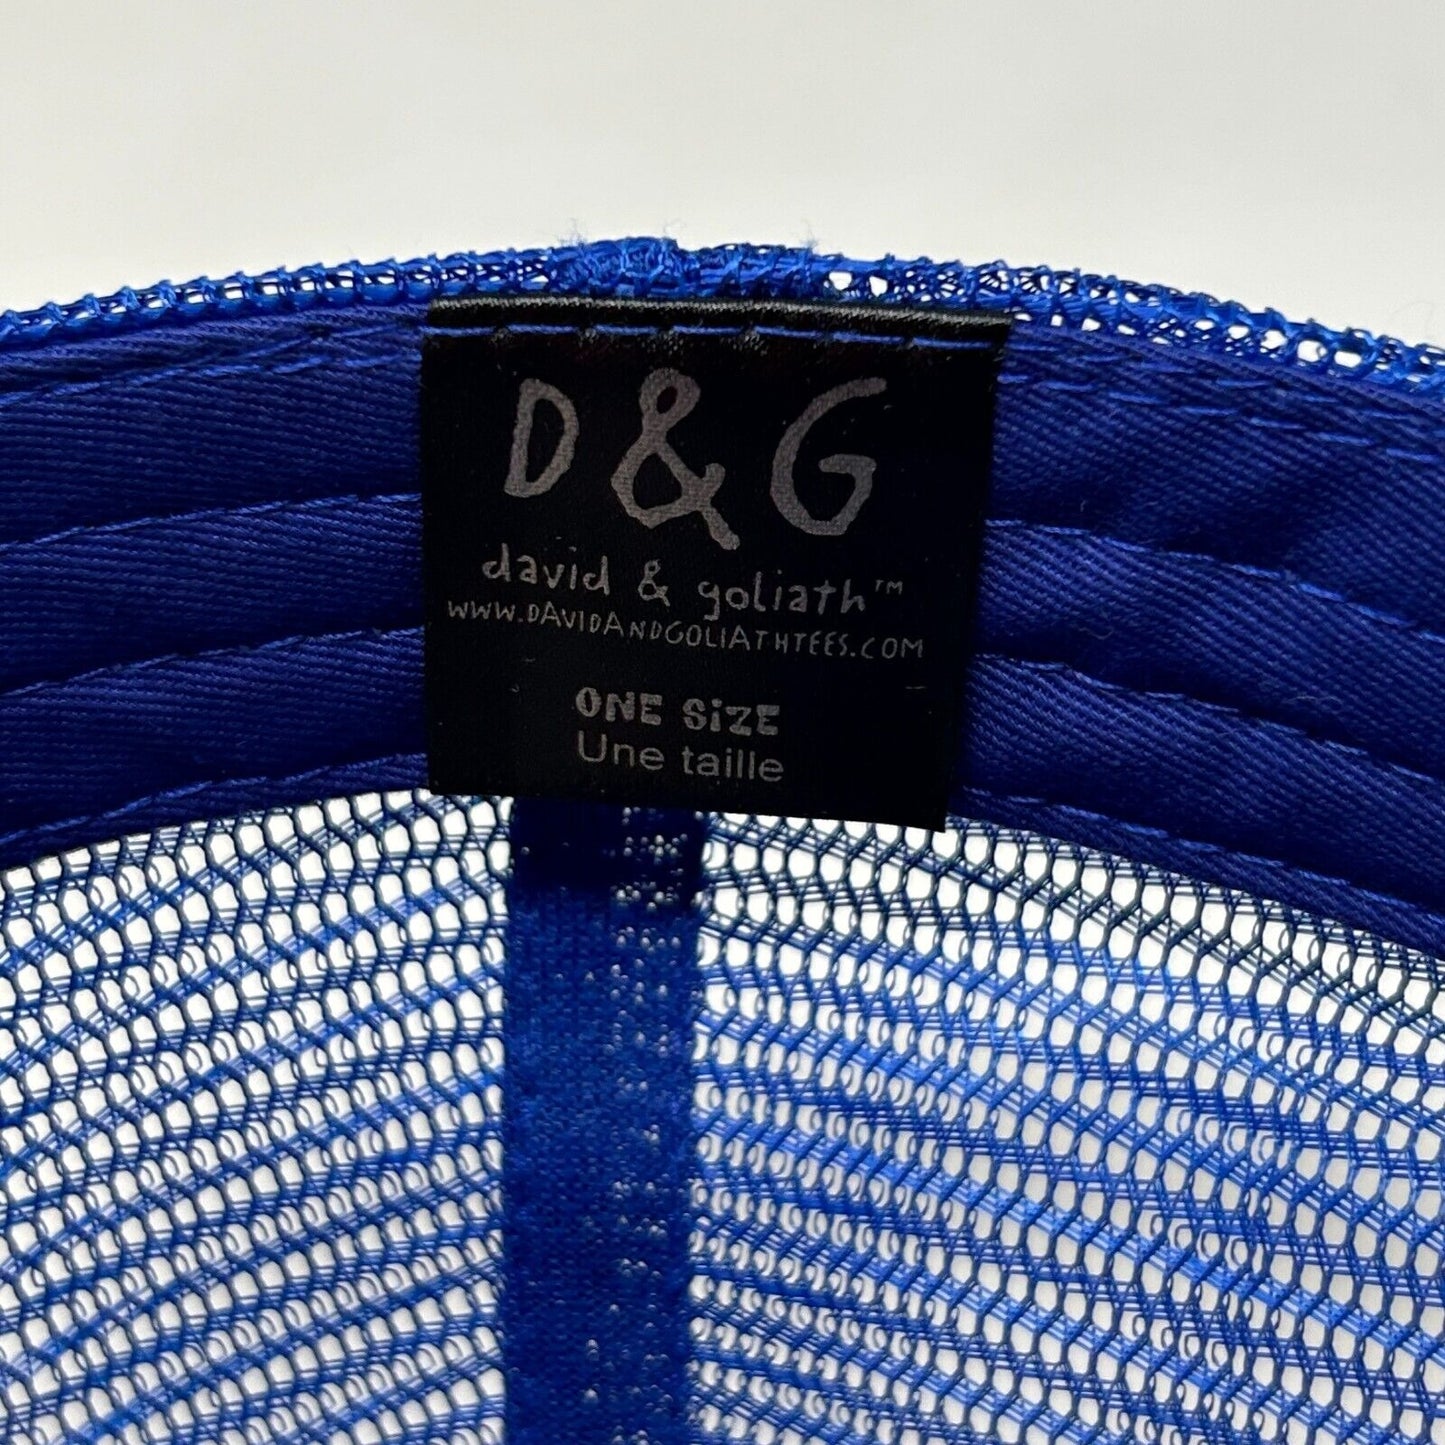 D & G
david & goliath™
WWW.DAVIDANDGOLIATHTEES.COM
ONE SiZE
Une taille